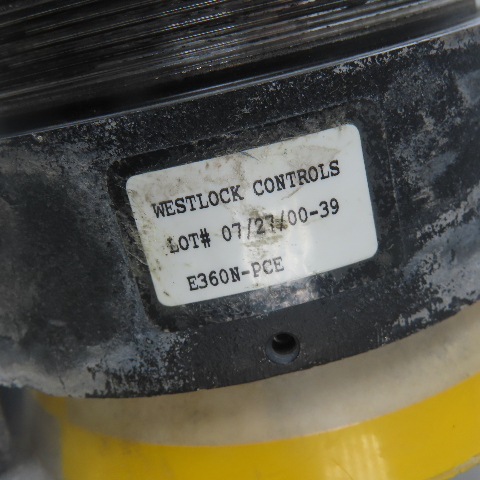 WESTLOCK CONTROLS
LOT# 07/27/00-39
E360N-PCE